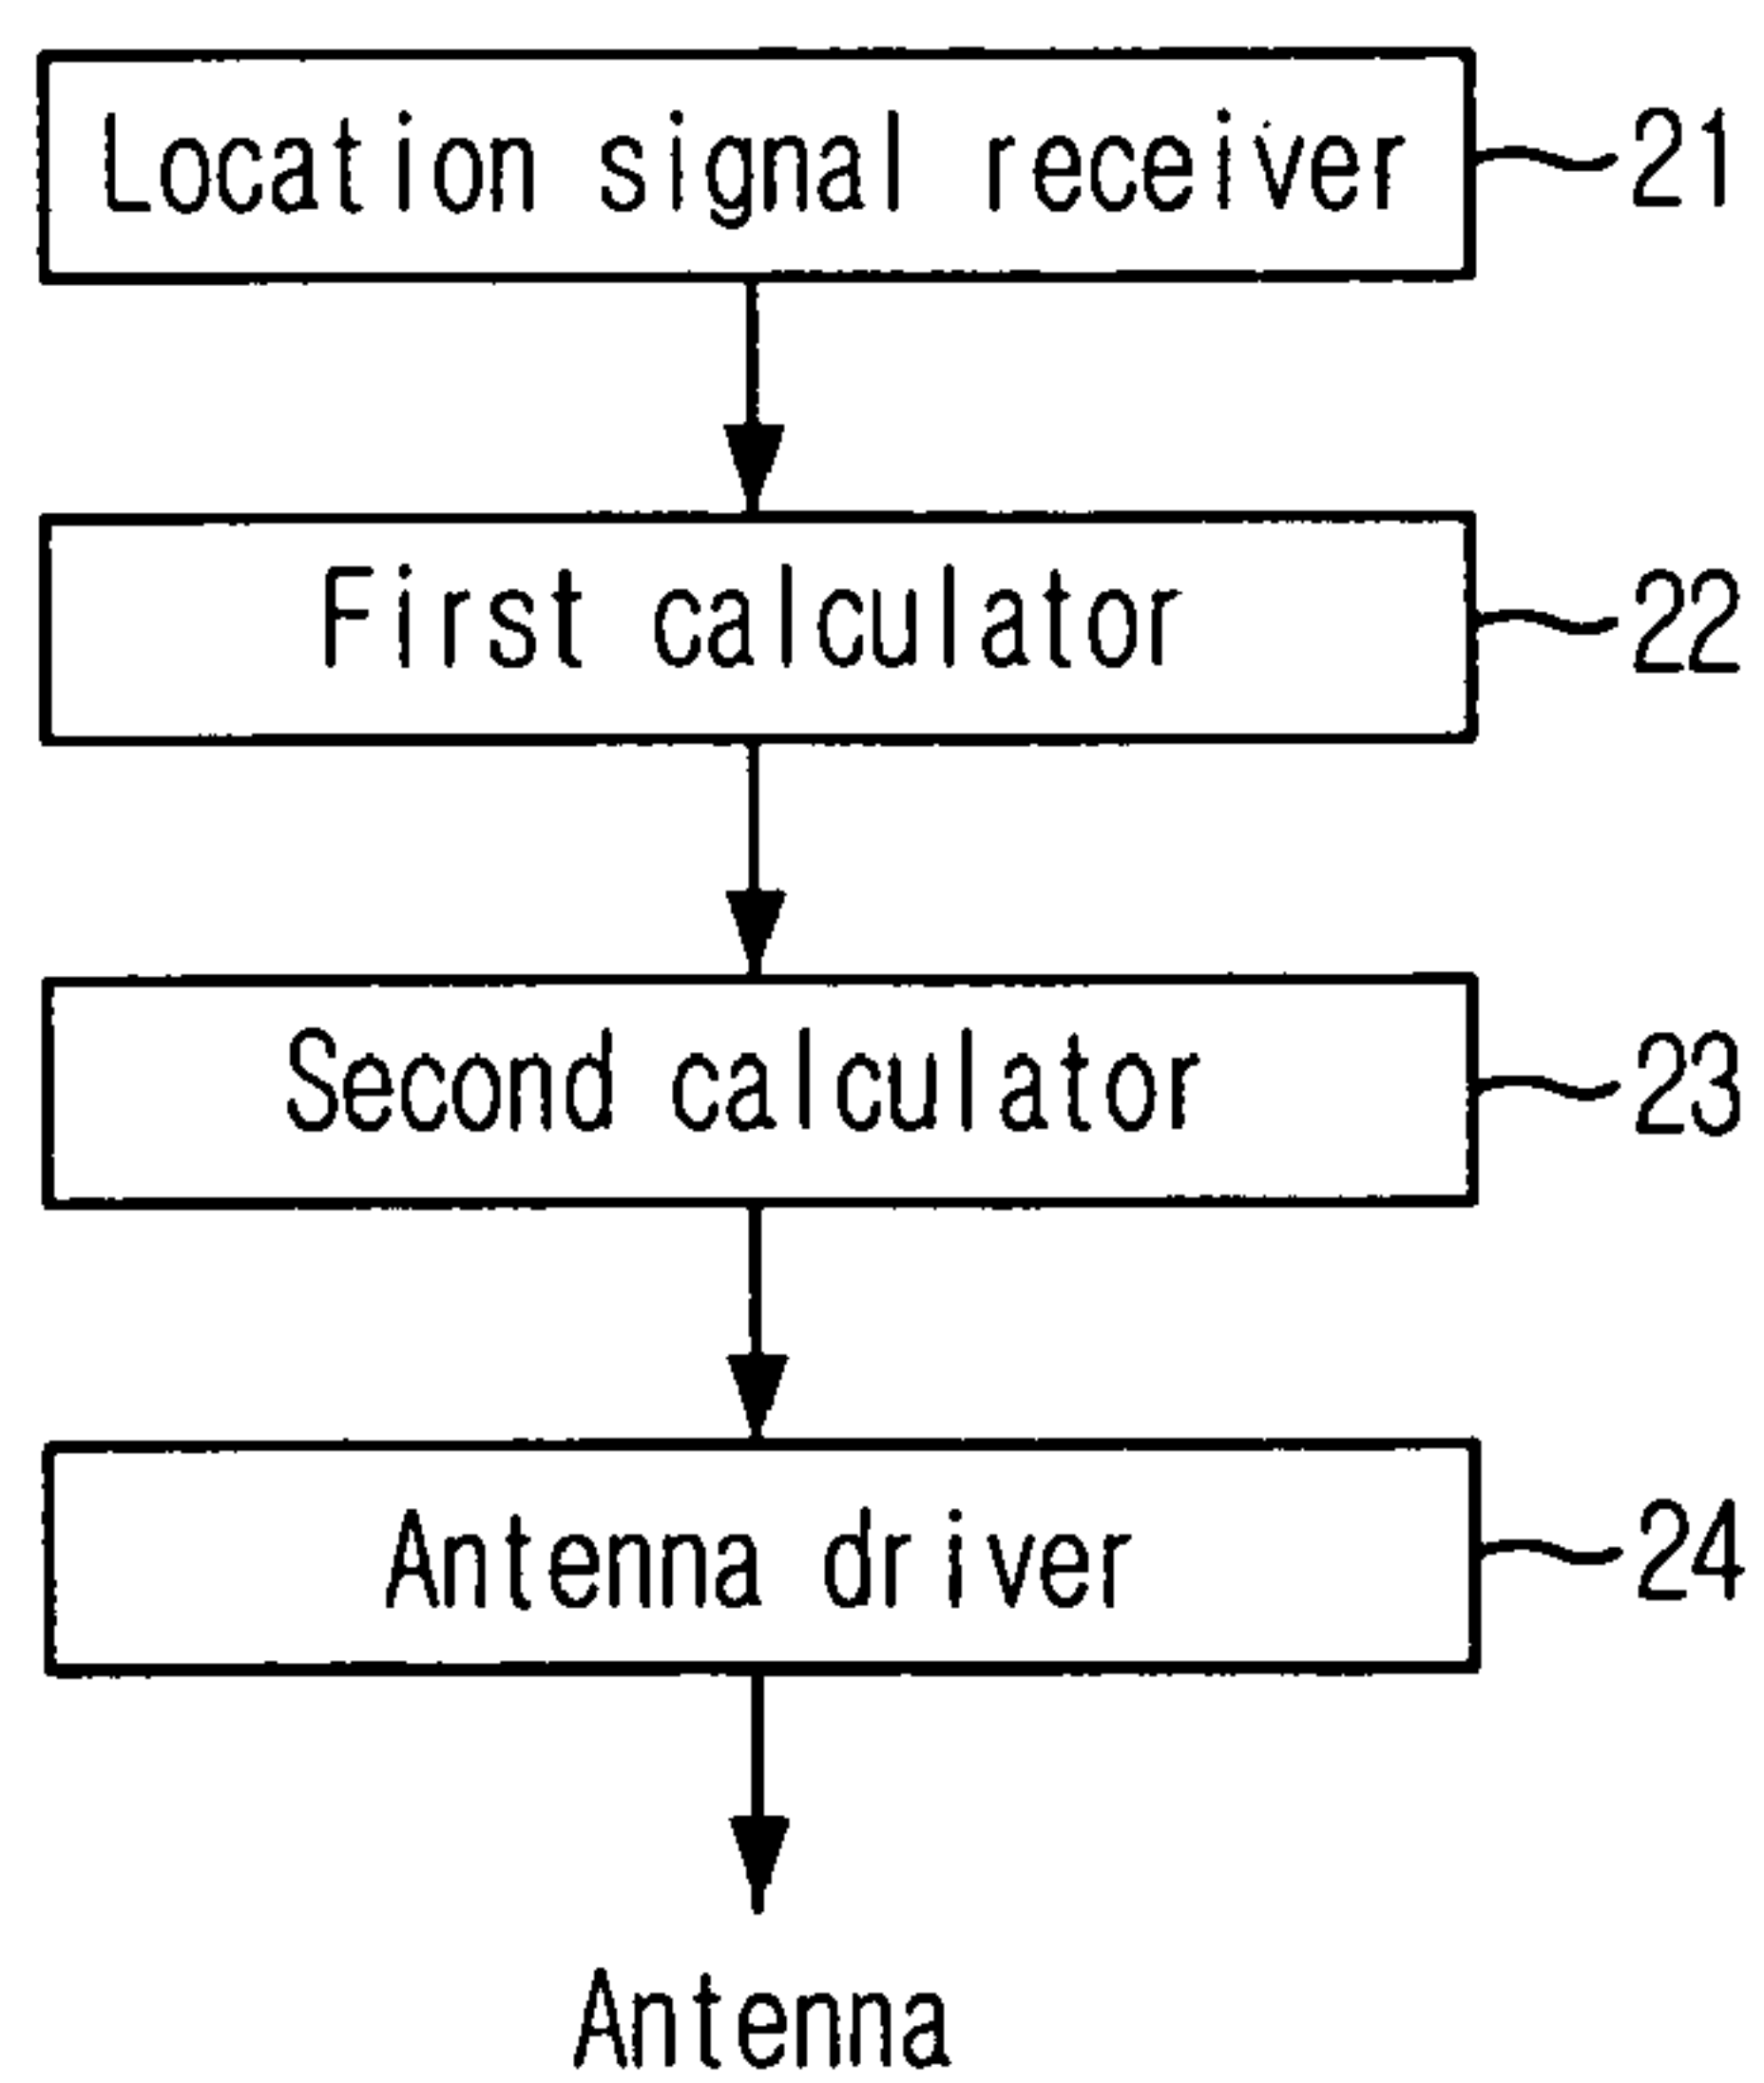 Location signal receiver 21
First calculator 22
Second calculator 23
Antenna driver 24
Antenna